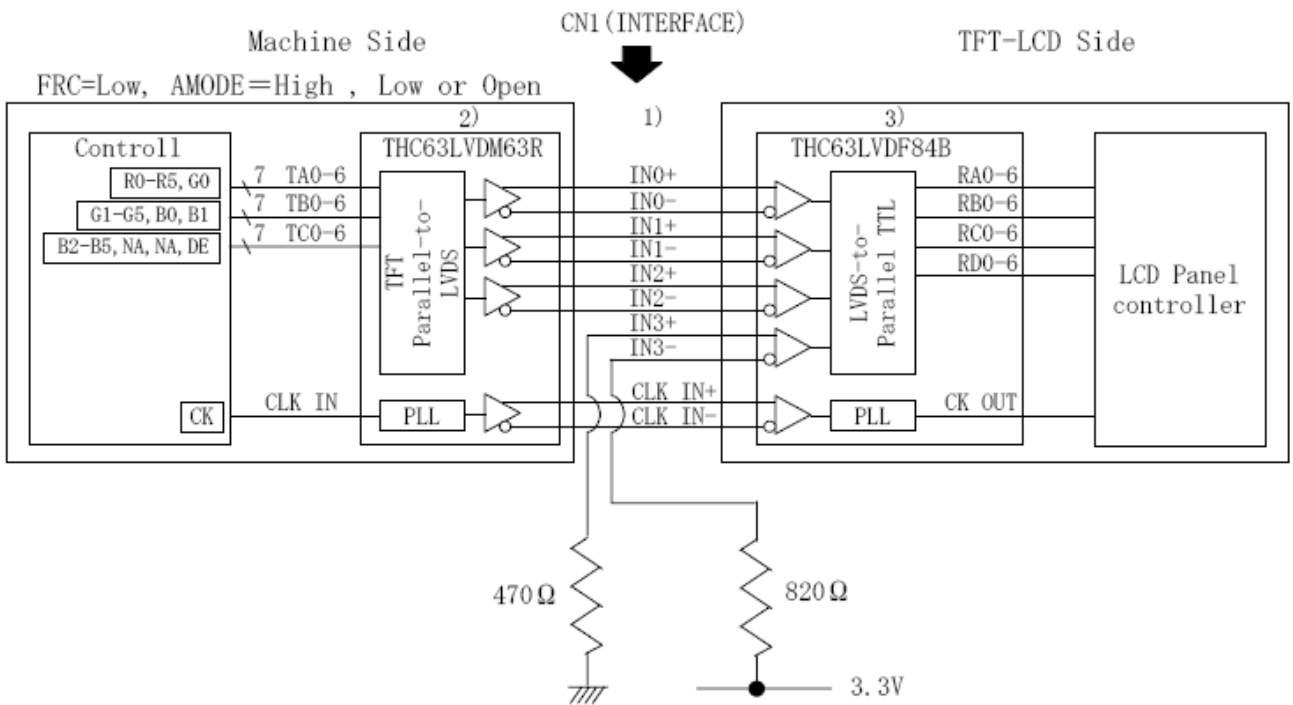 CN1(INTERFACE)
Machine Side
TFT-LCD Side
FRC=Low, AMODE=High , Low or Open
2)
1)
3)
Controll
THC63LVDM63R
THC63LVDF84B
R0-R5,G0
7 TA0-6
G1-G5,B0,B1
7 TB0-6
B2-B5,NA,NA,DE
7 TC0-6
TFT
Parallel-to-
LVDS
IN0+
IN0-
IN1+
IN1-
IN2+
IN2-
IN3+
IN3-
LVDS-to-
Parallel TTL
RA0-6
RB0-6
RC0-6
RD0-6
LCD Panel
controller
CK
CLK IN
PLL
CLK IN+
CLK IN-
PLL
CK OUT
470Ω
820Ω
3.3V